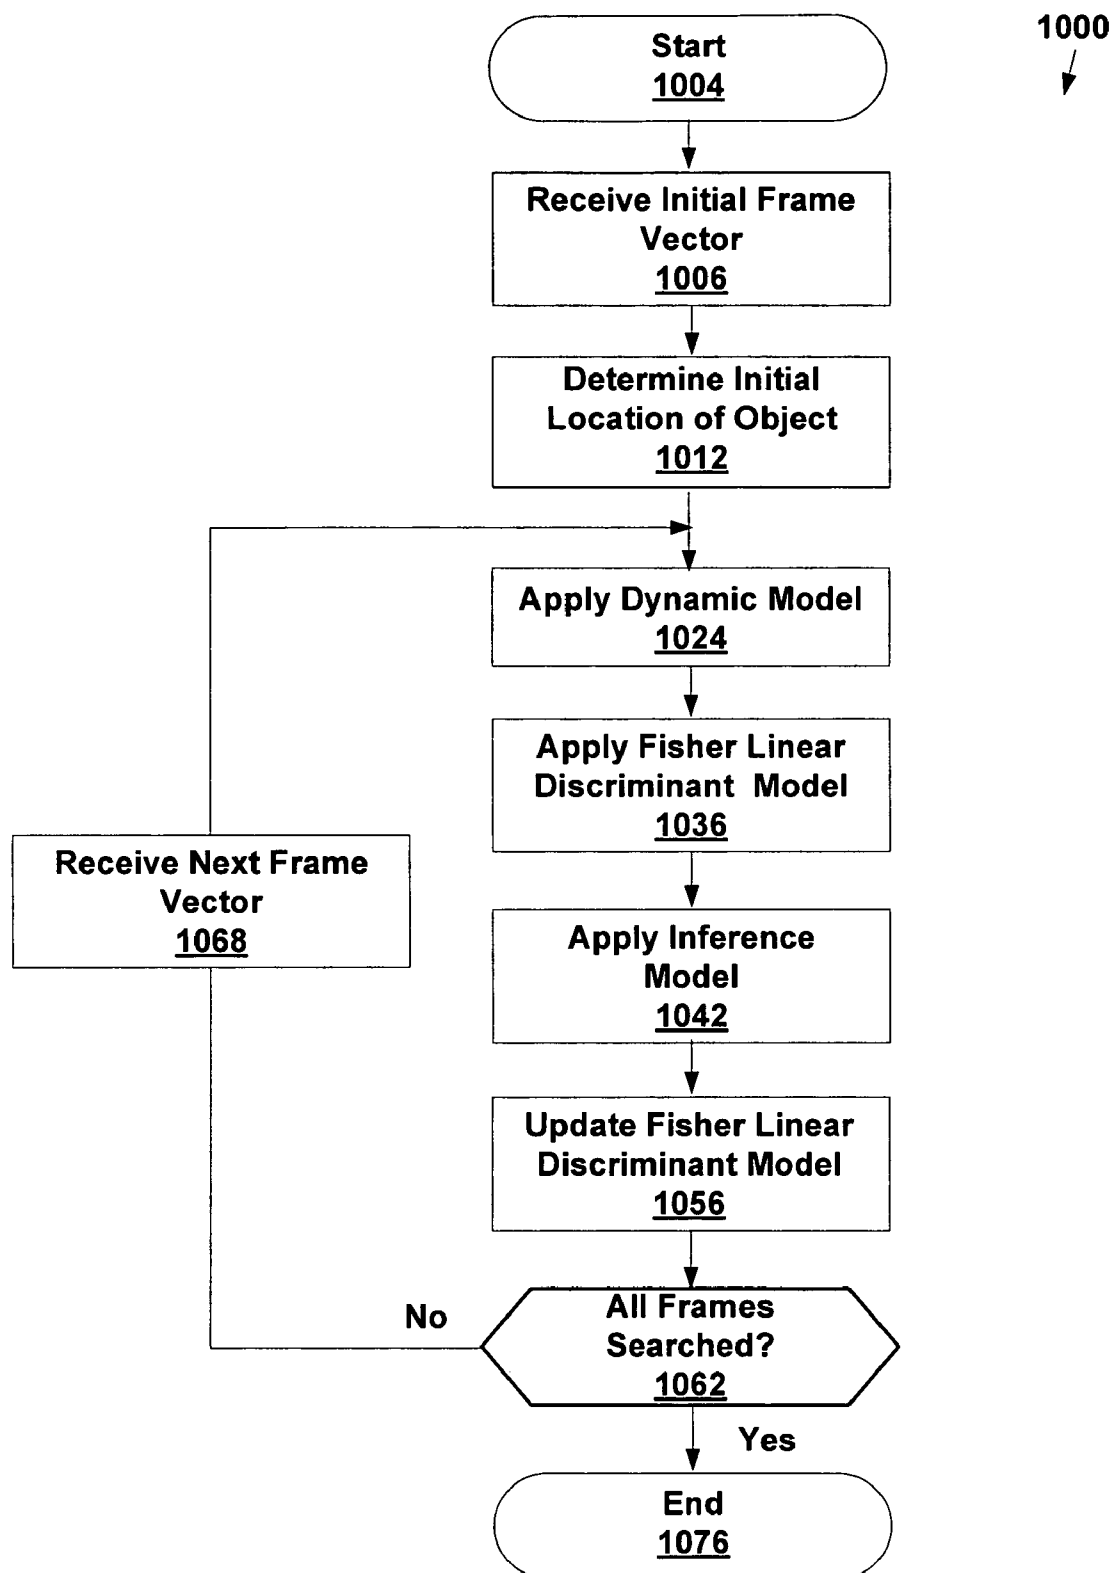 1000
Start
1004
Receive Initial Frame
Vector
1006
Determine Initial
Location of Object
1012
Apply Dynamic Model
1024
Apply Fisher Linear
Discriminant Model
1036
Receive Next Frame
Vector
1068
Apply Inference
Model
1042
Update Fisher Linear
Discriminant Model
1056
No
All Frames
Searched?
1062
Yes
End
1076